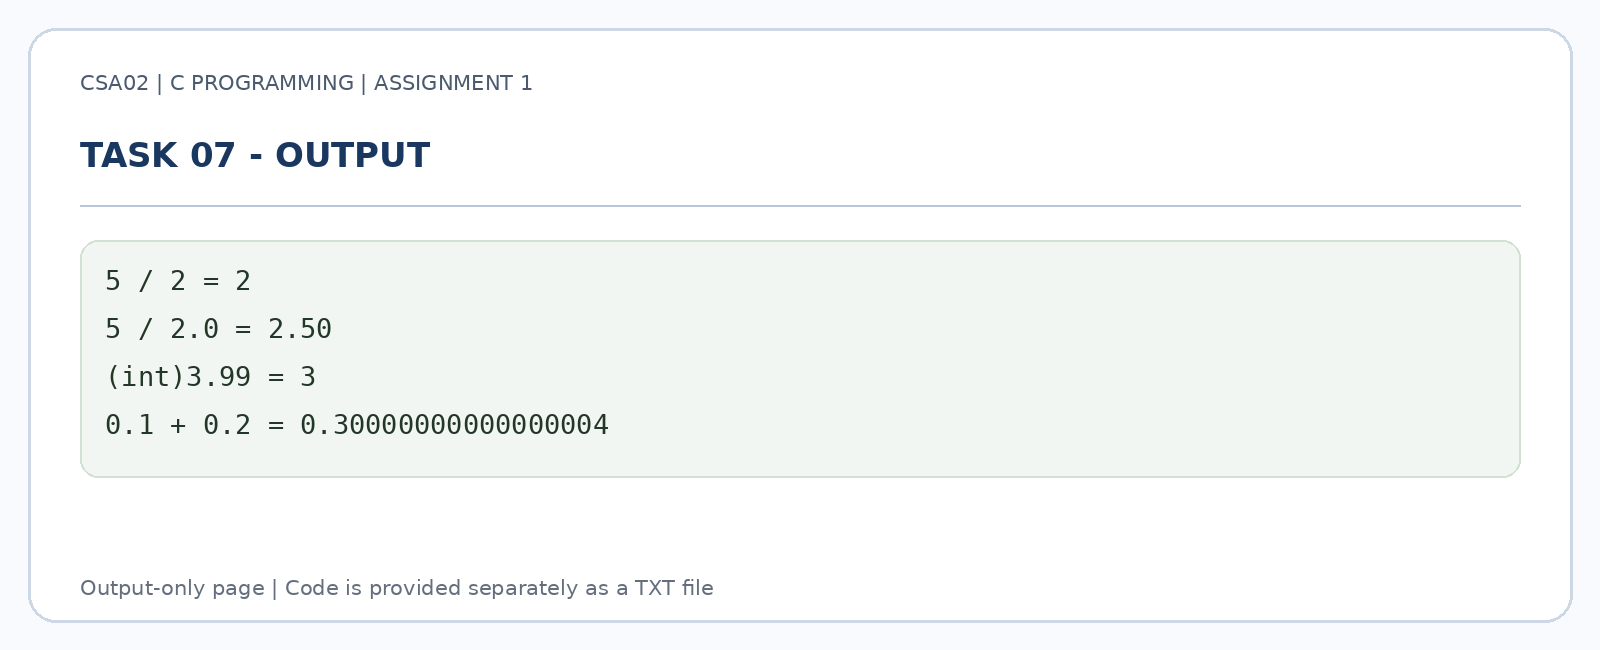 CSA02 | C PROGRAMMING | ASSIGNMENT 1
TASK 07 - OUTPUT
5 / 2 = 2
5 / 2.0 = 2.50
(int)3.99 = 3
0.1 + 0.2 = 0.30000000000000004
Output-only page | Code is provided separately as a TXT file